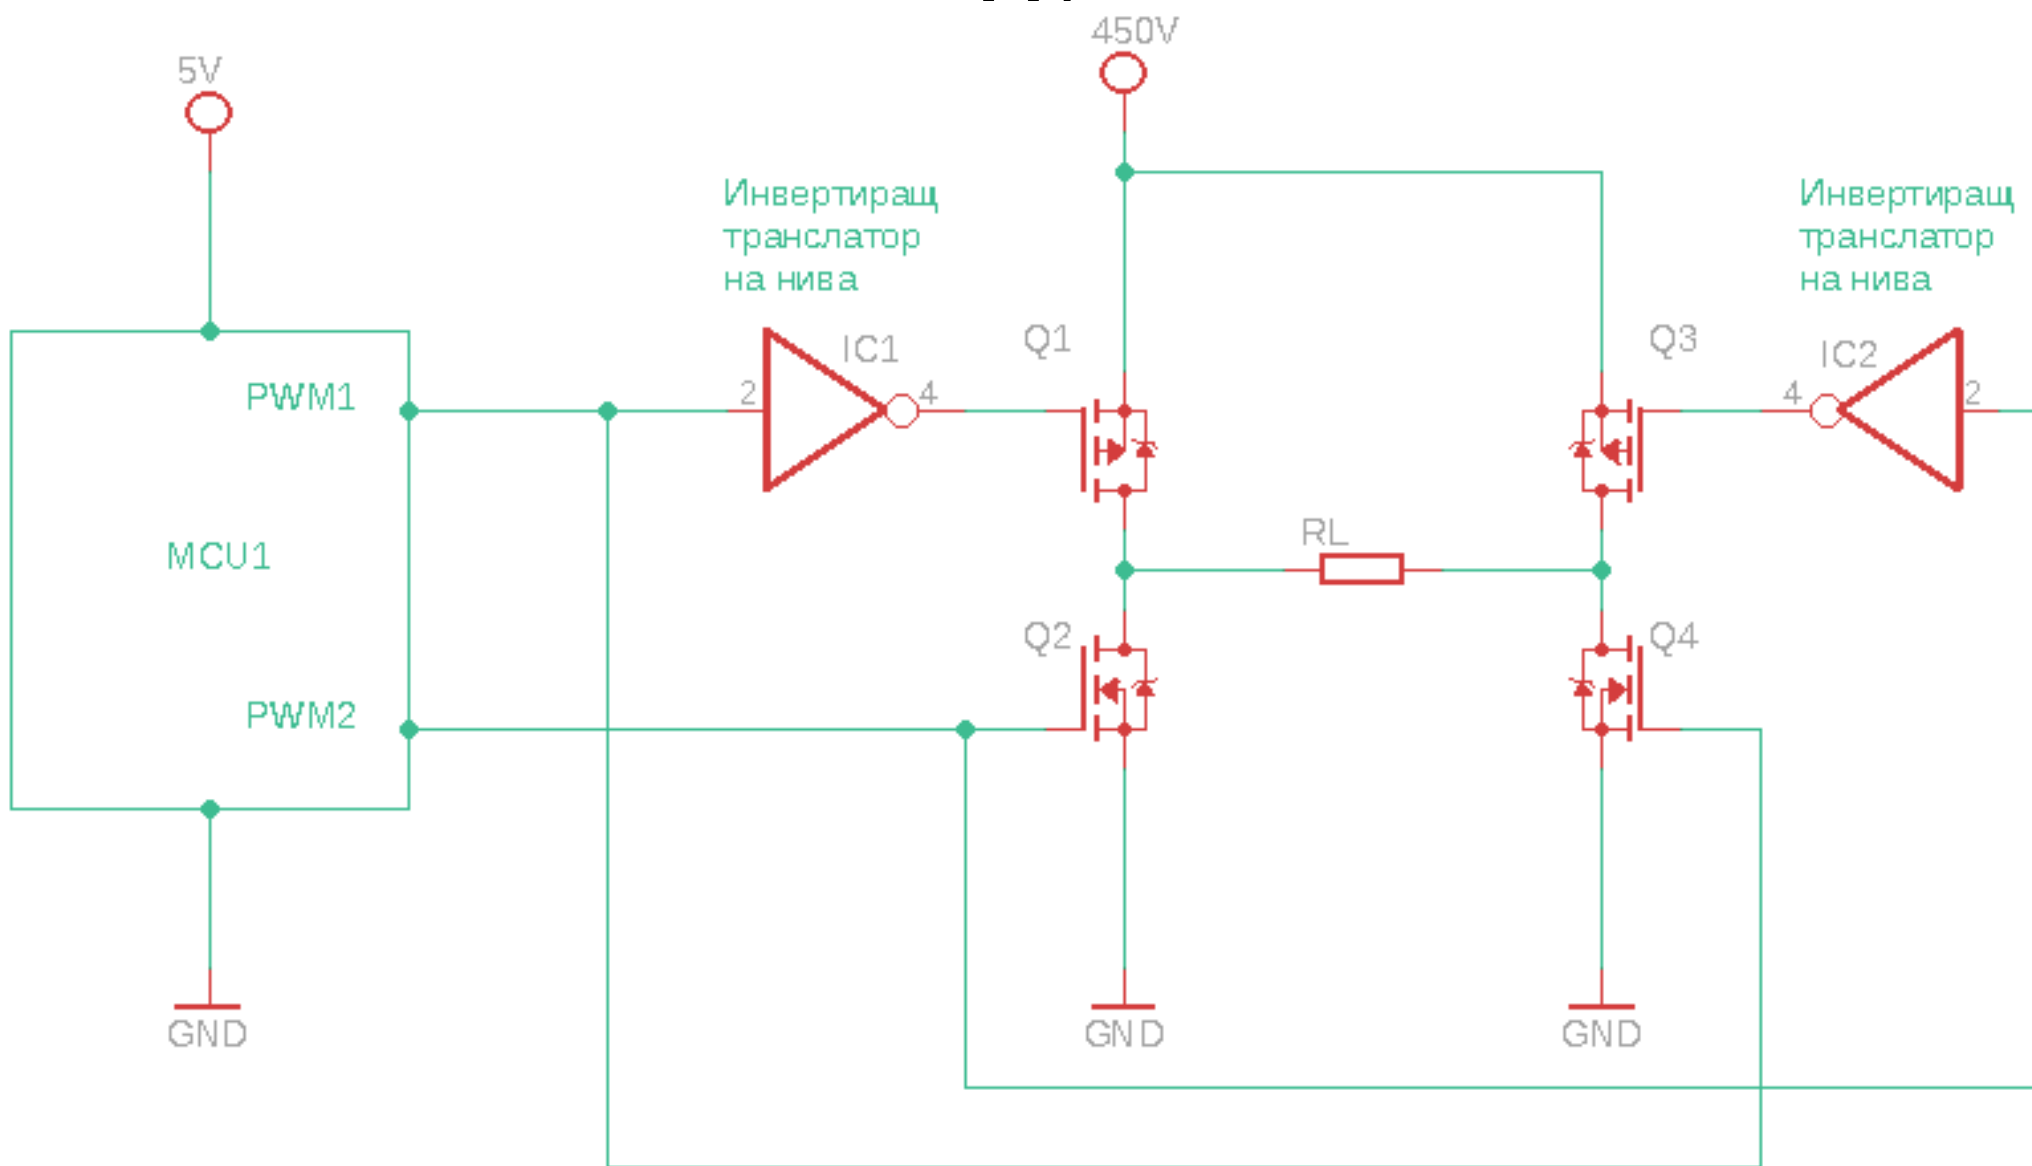 450V
5V
Инвертиращ
транслатор
на нива
Инвертиращ
транслатор
на нива
IC1
Q1
Q3
IC2
PWM1
2
4
4
2
MCU1
RL
Q2
Q4
PWM2
GND
GND
GND